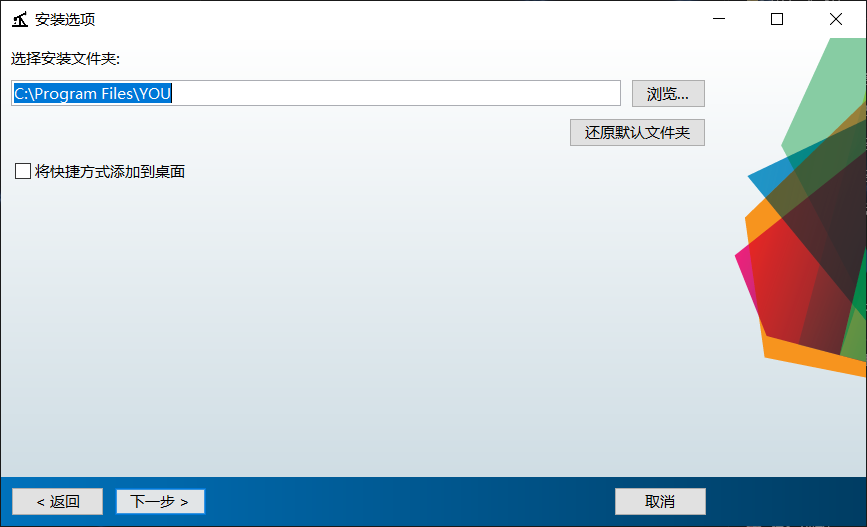 安装选项
选择安装文件夹:
C:\Program Files\YOU
浏览...
还原默认文件夹
将快捷方式添加到桌面
< 返回
下一步 >
取消